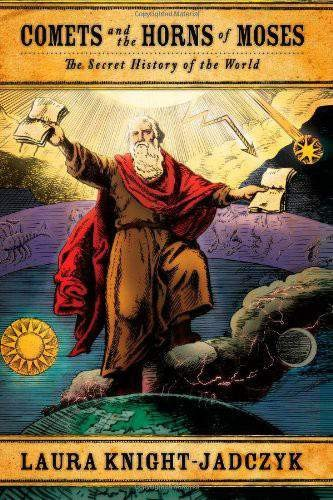 COMETS and the HORNS of MOSES
The Secret History of the World
LAURA KNIGHT-JADCZYK